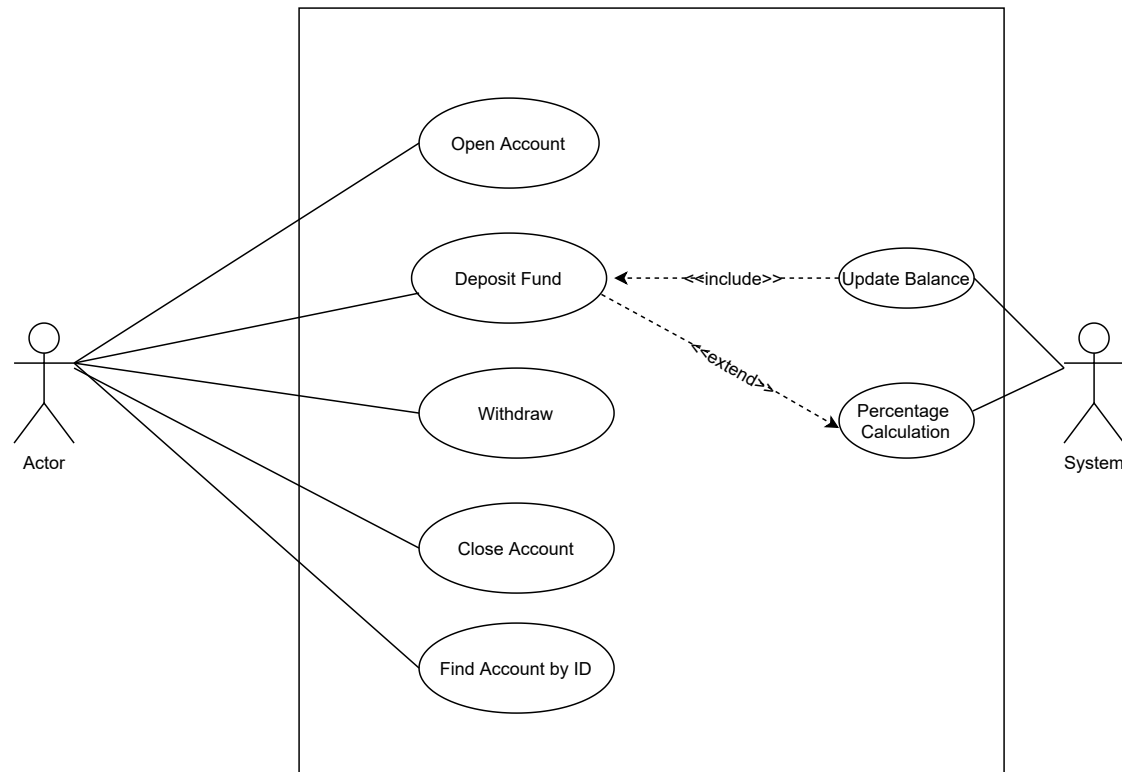 Open Account
Deposit Fund
<<include>>
Update Balance
<<extend>>
Withdraw
Percentage
Calculation
Actor
System
Close Account
Find Account by ID